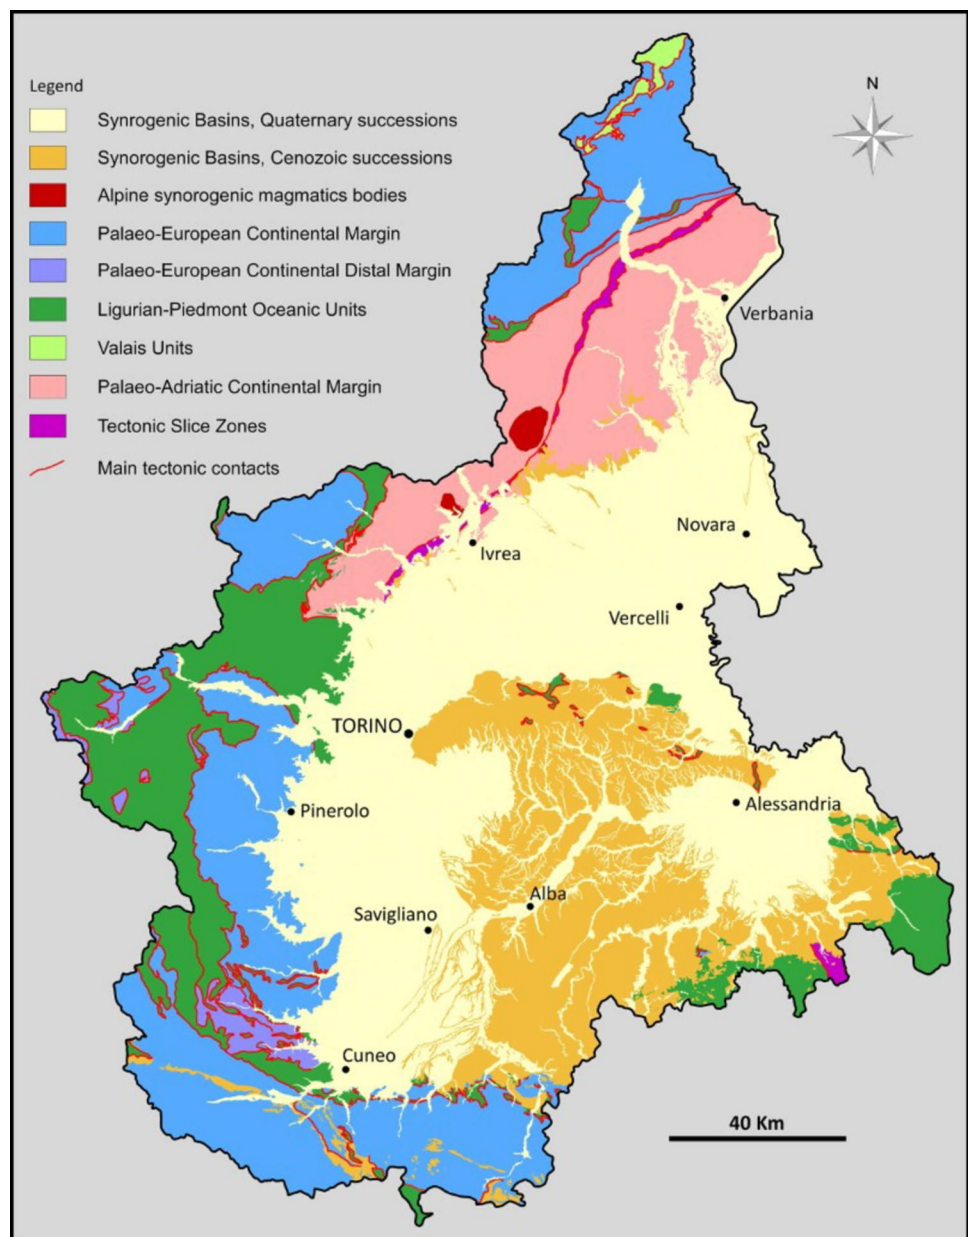 Legend
N
Synrogenic Basins, Quaternary successions
Synorogenic Basins, Cenozoic successions
Alpine synorogenic magmatics bodies
Palaeo-European Continental Margin
Palaeo-European Continental Distal Margin
Ligurian-Piedmont Oceanic Units
Valais Units
Palaeo-Adriatic Continental Margin
Tectonic Slice Zones
Main tectonic contacts
Verbania
Novara
Ivrea
Vercelli
TORINO
Pinerolo
Alessandria
Alba
Savigliano
Cuneo
40 Km